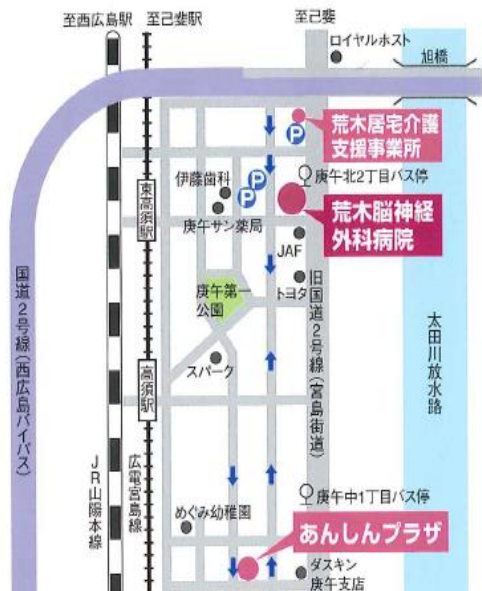 至西広島駅
至己斐駅
至己斐
ロイヤルホスト
旭橋
P
荒木居宅介護
支援事業所
伊藤歯科
P
P
庚午北2丁目バス停
東高須駅
庚午サン薬局
荒木脳神経
外科病院
JAF
国道2号線(西広島バイパス)
庚午第一
公園
トヨタ
旧国道2号線(宮島街道)
太田川放水路
スパーク
高須駅
JR山陽本線
広電宮島線
庚午中1丁目バス停
めぐみ幼稚園
あんしんプラザ
ダスキン
庚午支店